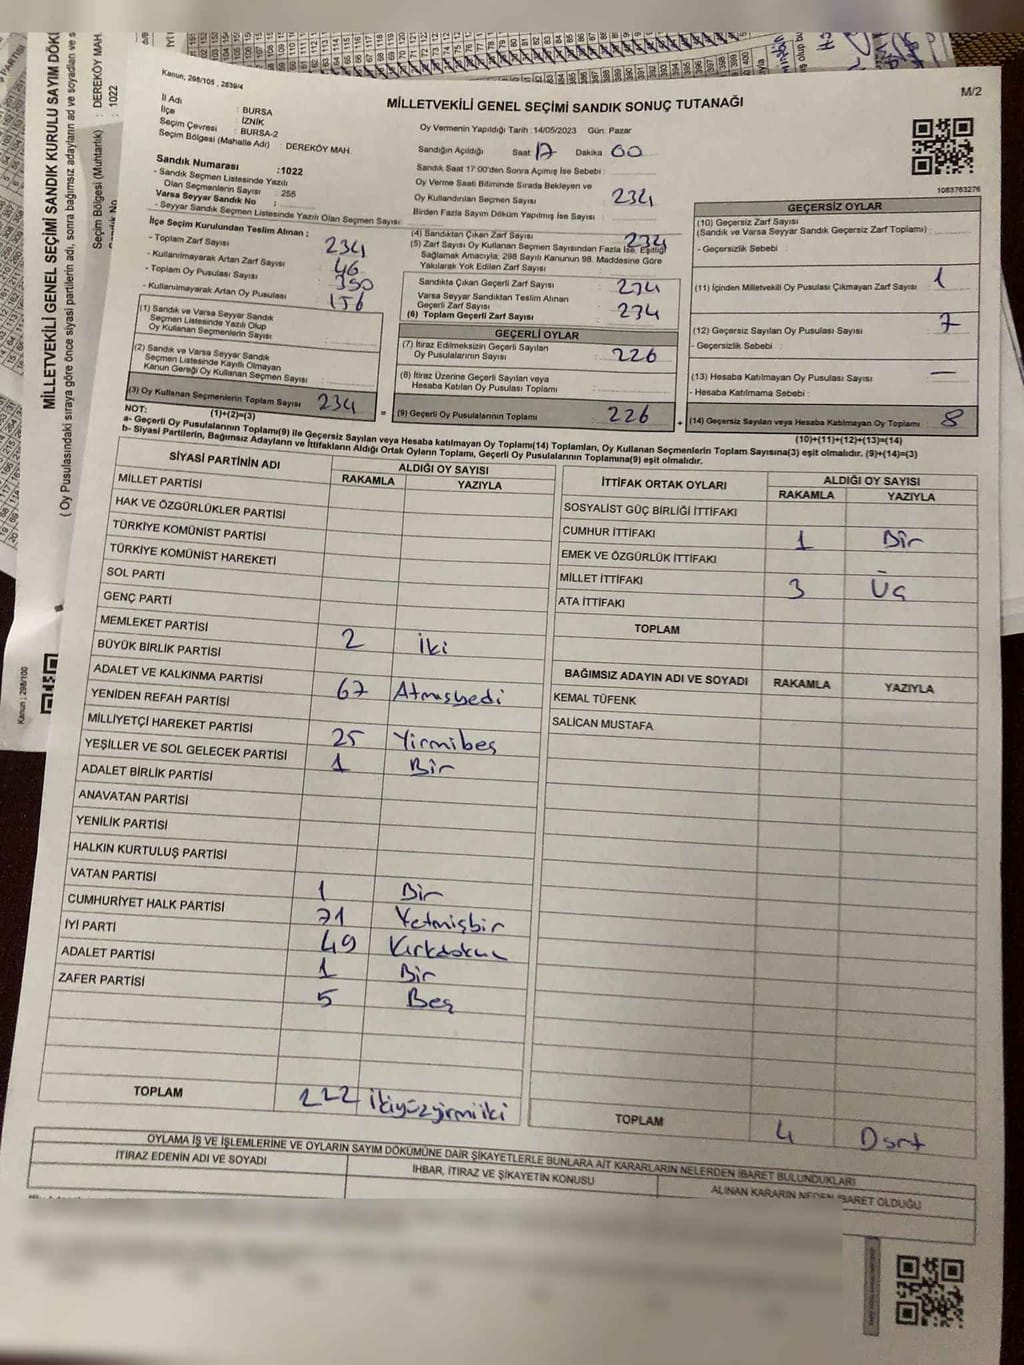 Kanun; 298/105 , 2839/4
M/2
MİLLETVEKİLİ GENEL SEÇİMİ SANDIK SONUÇ TUTANAĞI
İl Adı : BURSA
İlçe : İZNİK
Seçim Çevresi : BURSA-2
Seçim Bölgesi (Mahalle Adı) : DEREKÖY MAH.
Sandık Numarası :1022
- Sandık Seçmen Listesinde Yazılı
Olan Seçmenlerin Sayısı : 255
Varsa Seyyar Sandık No :
- Seyyar Sandık Seçmen Listesinde Yazılı Olan Seçmen Sayısı
Oy Vermenin Yapıldığı Tarih :14/05/2023 Gün: Pazar
Sandığın Açıldığı Saat: 17 Dakika 00
Sandık Saat 17:00'den Sonra Açımış İse Sebebi :
Oy Verme Saati Bitiminde Sırada Bekleyen ve
Oy Kullandırılan Seçmen Sayısı : 234
Birden Fazla Sayım Döküm Yapılmış İse Sayısı :
1083763276
İlçe Seçim Kurulundan Teslim Alınan ;
- Toplam Zarf Sayısı : 234
- Kullanılmayarak Artan Zarf Sayısı : 46
- Toplam Oy Pusulası Sayısı : 350
- Kullanılmayarak Artan Oy Pusulası : 156
(1) Sandık ve Varsa Seyyar Sandık
Seçmen Listesinde Yazılı Olup
Oy Kullanan Seçmenlerin Sayısı
(2) Sandık ve Varsa Seyyar Sandık
Seçmen Listesinde Kayıtlı Olmayan
Kanun Gereği Oy Kullanan Seçmen Sayısı :
(3) Oy Kullanan Seçmenlerin Toplam Sayısı 234
(1)+(2)=(3)
(4) Sandıktan Çıkan Zarf Sayısı : 234
(5) Zarf Sayısı Oy Kullanan Seçmen Sayısından Fazla İse, Eşitliği
Sağlamak Amacıyla; 298 Sayılı Kanunun 98. Maddesine Göre
Yakılarak Yok Edilen Zarf Sayısı :
Sandıkta Çıkan Geçerli Zarf Sayısı : 234
Varsa Seyyar Sandıktan Teslim Alınan
Geçerli Zarf Sayısı :
(6) Toplam Geçerli Zarf Sayısı : 234
GEÇERLİ OYLAR
(7) İtiraz Edilmeksizin Geçerli Sayılan
Oy Pusulalarının Sayısı : 226
(8) İtiraz Üzerine Geçerli Sayılan veya
Hesaba Katılan Oy Pusulası Toplamı :
= (9) Geçerli Oy Pusulalarının Toplamı : 226
GEÇERSİZ OYLAR
(10) Geçersiz Zarf Sayısı
(Sandık ve Varsa Seyyar Sandık Geçersiz Zarf Toplamı) :
- Geçersizlik Sebebi :
(11) İçinden Milletvekili Oy Pusulası Çıkmayan Zarf Sayısı: 1
(12) Geçersiz Sayılan Oy Pusulası Sayısı : 7
- Geçersizlik Sebebi :
(13) Hesaba Katılmayan Oy Pusulası Sayısı : —
- Hesaba Katılmama Sebebi :
+ (14) Geçersiz Sayılan veya Hesaba Katılmayan Oy Toplamı : 8
(10)+(11)+(12)+(13)=(14)
NOT:
a- Geçerli Oy Pusulalarının Toplamı(9) ile Geçersiz Sayılan veya Hesaba katılmayan Oy Toplamı(14) Toplamları, Oy Kullanan Seçmenlerin Toplam Sayısına(3) eşit olmalıdır. (9)+(14)=(3)
b- Siyasi Partilerin, Bağımsız Adayların ve İttifakların Aldığı Ortak Oyların Toplamı, Geçerli Oy Pusulalarının Toplamına(9) eşit olmalıdır.
SİYASİ PARTİNİN ADI
ALDIĞI OY SAYISI
RAKAMLA YAZIYLA
MİLLET PARTİSİ
HAK VE ÖZGÜRLÜKLER PARTİSİ
TÜRKİYE KOMÜNİST PARTİSİ
TÜRKİYE KOMÜNİST HAREKETİ
SOL PARTİ
GENÇ PARTİ
MEMLEKET PARTİSİ
BÜYÜK BİRLİK PARTİSİ 2 İki
ADALET VE KALKINMA PARTİSİ
YENİDEN REFAH PARTİSİ 67 Atmışyedi
MİLLİYETÇİ HAREKET PARTİSİ
YEŞİLLER VE SOL GELECEK PARTİSİ 25 Yirmibeş
ADALET BİRLİK PARTİSİ 1 Bir
ANAVATAN PARTİSİ
YENİLİK PARTİSİ
HALKIN KURTULUŞ PARTİSİ
VATAN PARTİSİ
CUMHURİYET HALK PARTİSİ 1 Bir
İYİ PARTİ 71 Yetmişbir
ADALET PARTİSİ 49 Kırkdokuz
ZAFER PARTİSİ 1 Bir
5 Beş
TOPLAM 222 ikiyüzyirmiiki
İTTİFAK ORTAK OYLARI
ALDIĞI OY SAYISI
RAKAMLA YAZIYLA
SOSYALİST GÜÇ BİRLİĞİ İTTİFAKI
CUMHUR İTTİFAKI 1 Bir
EMEK VE ÖZGÜRLÜK İTTİFAKI
MİLLET İTTİFAKI 3 Üç
ATA İTTİFAKI
TOPLAM
BAĞIMSIZ ADAYIN ADI VE SOYADI RAKAMLA YAZIYLA
KEMAL TÜFENK
SALİCAN MUSTAFA
TOPLAM 4 Dört
OYLAMA İŞ VE İŞLEMLERİNE VE OYLARIN SAYIM DÖKÜMÜNE DAİR ŞİKAYETLERLE BUNLARA AİT KARARLARIN NELERDEN İBARET BULUNDUKLARI
İTİRAZ EDENİN ADI VE SOYADI
İHBAR, İTİRAZ VE ŞİKAYETİN KONUSU
ALINAN KARARIN NEDEN İBARET OLDUĞU
MİLLETVEKİLİ GENEL SEÇİMİ SANDIK KURULU SAYIM DÖKÜ
( Oy Pusulasındaki sıraya göre önce siyasi partilerin adı, sonra bağımsız adayların ad ve soyadları ve s
Seçim Bölgesi (Muhtarlık) : DEREKÖY MAH.
Sandık No : 1022
Kanun ; 298/100